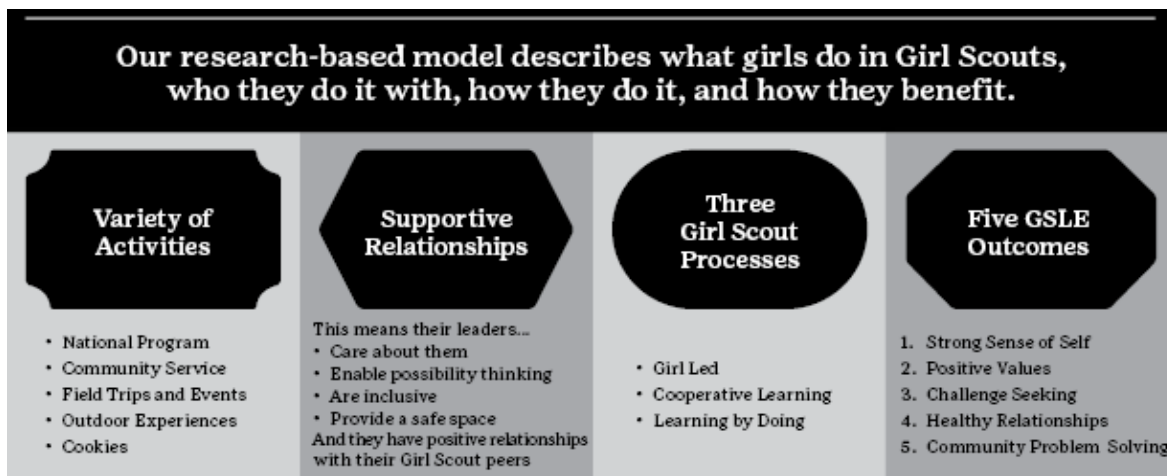 Our research-based model describes what girls do in Girl Scouts,
who they do it with, how they do it, and how they benefit.
Variety of
Activities
• National Program
• Community Service
• Field Trips and Events
• Outdoor Experiences
• Cookies
Supportive
Relationships
This means their leaders...
• Care about them
• Enable possibility thinking
• Are inclusive
• Provide a safe space
And they have positive relationships
with their Girl Scout peers
Three
Girl Scout
Processes
• Girl Led
• Cooperative Learning
• Learning by Doing
Five GSLE
Outcomes
1. Strong Sense of Self
2. Positive Values
3. Challenge Seeking
4. Healthy Relationships
5. Community Problem Solving